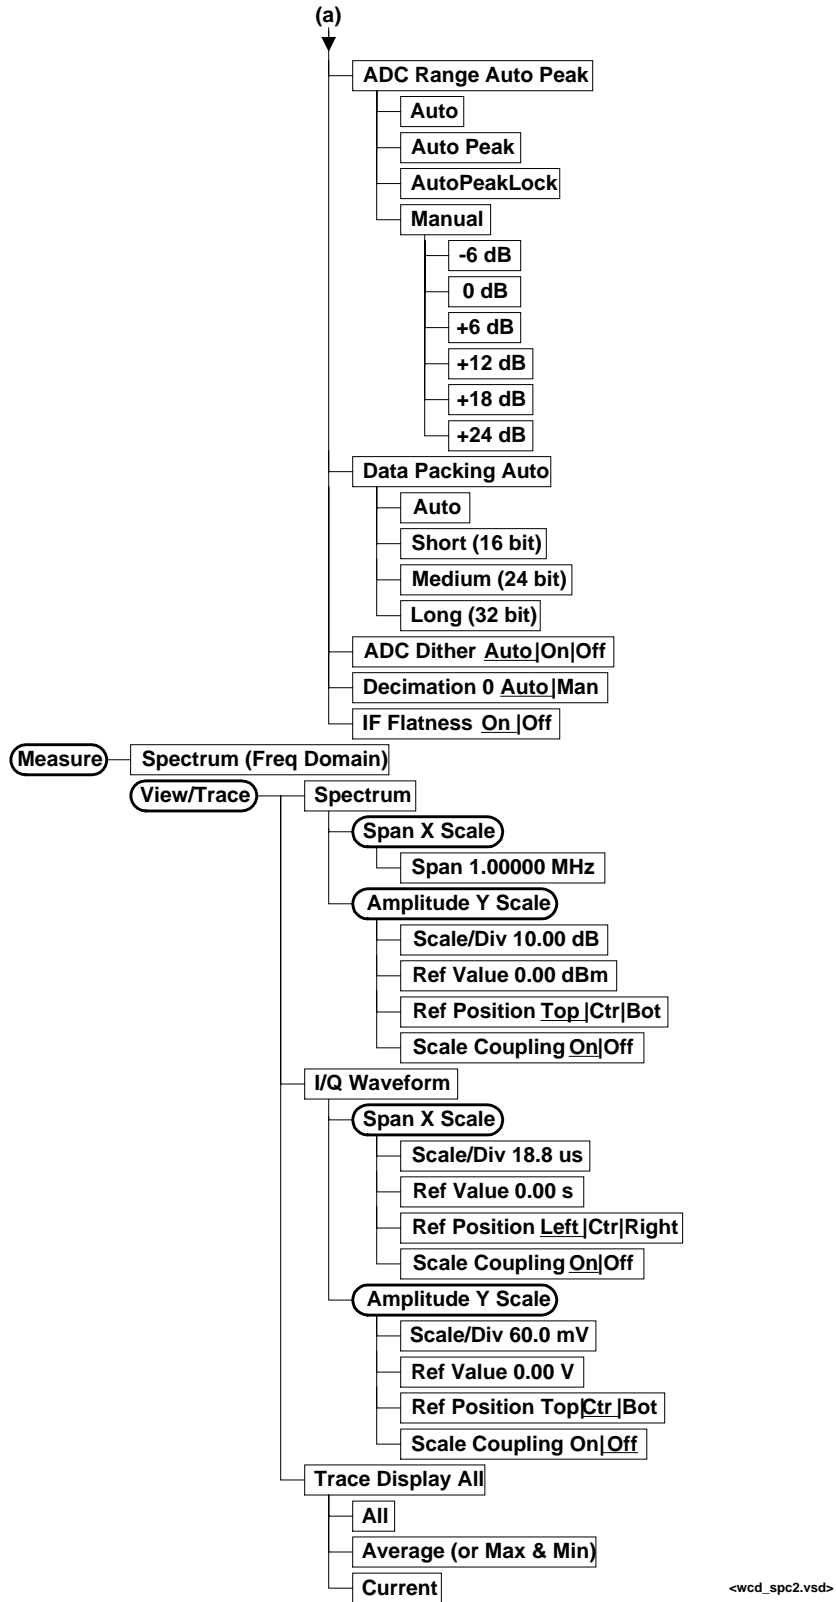 (a)
ADC Range Auto Peak
Auto
Auto Peak
AutoPeakLock
Manual
-6 dB
0 dB
+6 dB
+12 dB
+18 dB
+24 dB
Data Packing Auto
Auto
Short (16 bit)
Medium (24 bit)
Long (32 bit)
ADC Dither Auto|On|Off
Decimation 0 Auto|Man
IF Flatness On |Off
Measure Spectrum (Freq Domain)
View/Trace Spectrum
Span X Scale
Span 1.00000 MHz
Amplitude Y Scale
Scale/Div 10.00 dB
Ref Value 0.00 dBm
Ref Position Top |Ctr|Bot
Scale Coupling On|Off
I/Q Waveform
Span X Scale
Scale/Div 18.8 us
Ref Value 0.00 s
Ref Position Left |Ctr|Right
Scale Coupling On|Off
Amplitude Y Scale
Scale/Div 60.0 mV
Ref Value 0.00 V
Ref Position Top|Ctr |Bot
Scale Coupling On|Off
Trace Display All
All
Average (or Max & Min)
Current
<wcd_spc2.vsd>